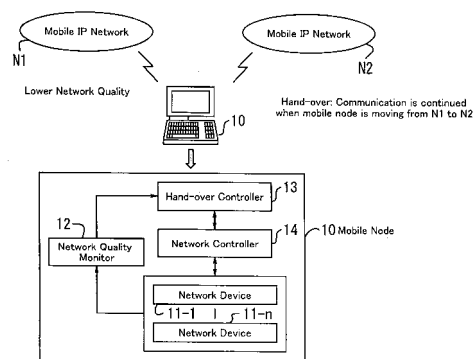 Mobile IP Network
Mobile IP Network
N1
N2
Lower Network Quality
Hand-over: Communication is continued
when mobile node is moving from N1 to N2
10
13
Hand-over Controller
12
14
Network Controller
10 Mobile Node
Network Quality
Monitor
Network Device
11-1
11-n
Network Device